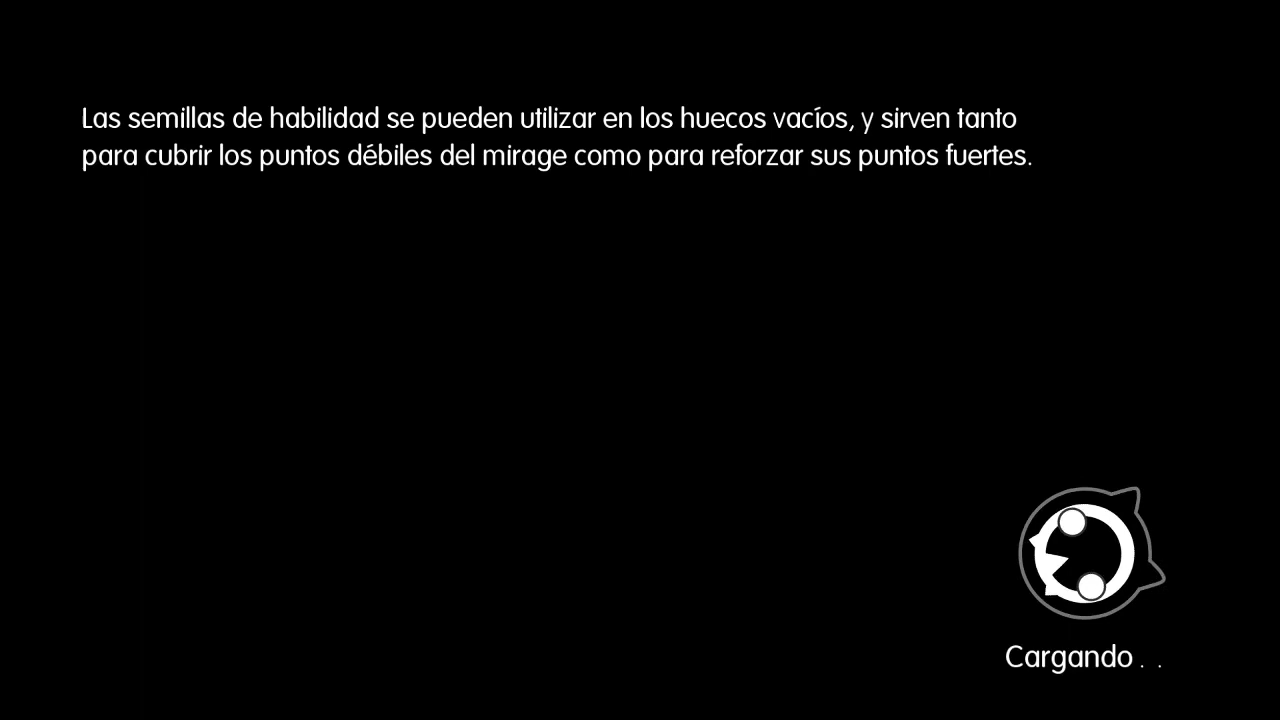 Las semillas de habilidad se pueden utilizar en los huecos vacíos, y sirven tanto
para cubrir los puntos débiles del mirage como para reforzar sus puntos fuertes.
Cargando . .